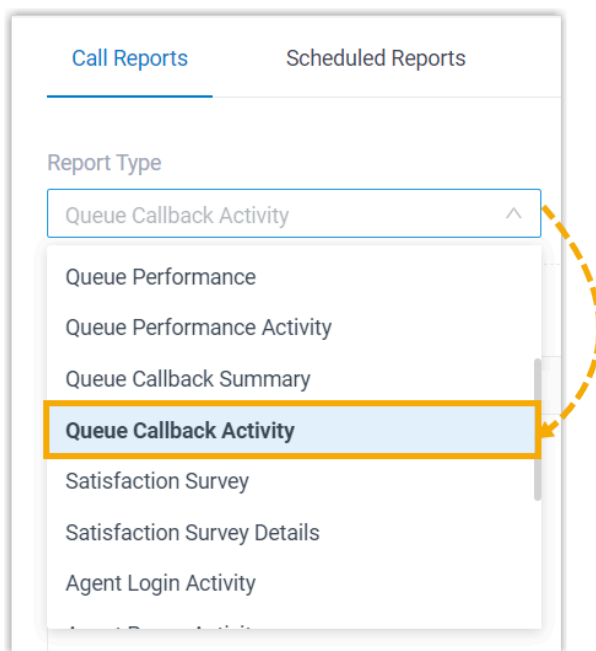 Call Reports Scheduled Reports
Report Type
Queue Callback Activity
Queue Performance
Queue Performance Activity
Queue Callback Summary
Queue Callback Activity
Satisfaction Survey
Satisfaction Survey Details
Agent Login Activity